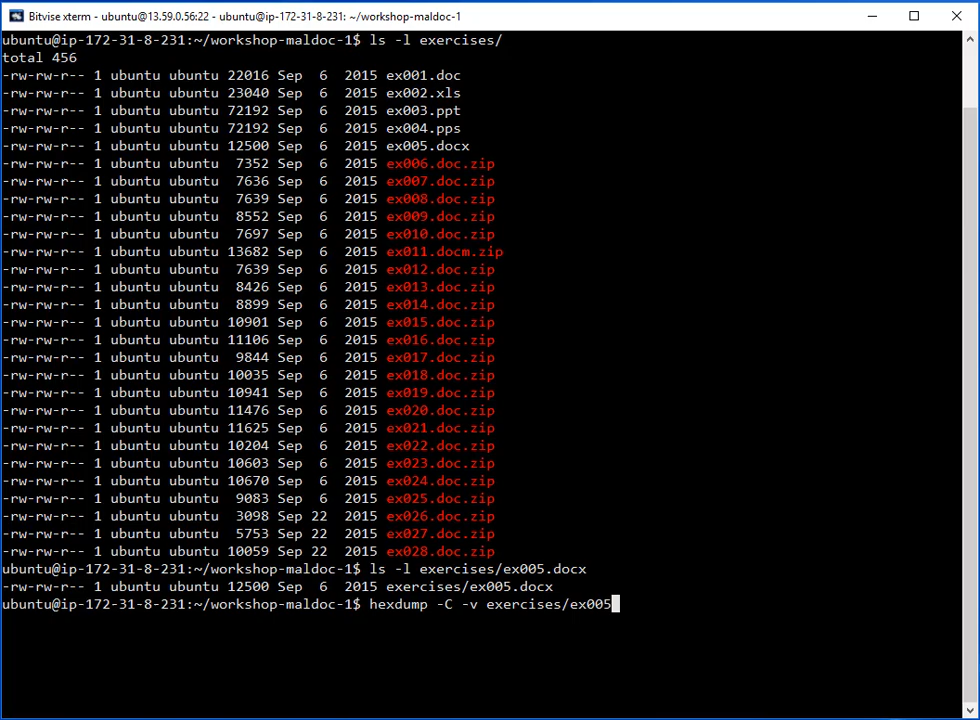 Bitvise xterm - ubuntu@13.59.0.56:22 - ubuntu@ip-172-31-8-231: ~/workshop-maldoc-1
ubuntu@ip-172-31-8-231:~/workshop-maldoc-1$ ls -l exercises/
total 456
-rw-rw-r-- 1 ubuntu ubuntu 22016 Sep  6  2015 ex001.doc
-rw-rw-r-- 1 ubuntu ubuntu 23040 Sep  6  2015 ex002.xls
-rw-rw-r-- 1 ubuntu ubuntu 72192 Sep  6  2015 ex003.ppt
-rw-rw-r-- 1 ubuntu ubuntu 72192 Sep  6  2015 ex004.pps
-rw-rw-r-- 1 ubuntu ubuntu 12500 Sep  6  2015 ex005.docx
-rw-rw-r-- 1 ubuntu ubuntu  7352 Sep  6  2015 ex006.doc.zip
-rw-rw-r-- 1 ubuntu ubuntu  7636 Sep  6  2015 ex007.doc.zip
-rw-rw-r-- 1 ubuntu ubuntu  7639 Sep  6  2015 ex008.doc.zip
-rw-rw-r-- 1 ubuntu ubuntu  8552 Sep  6  2015 ex009.doc.zip
-rw-rw-r-- 1 ubuntu ubuntu  7697 Sep  6  2015 ex010.doc.zip
-rw-rw-r-- 1 ubuntu ubuntu 13682 Sep  6  2015 ex011.docm.zip
-rw-rw-r-- 1 ubuntu ubuntu  7639 Sep  6  2015 ex012.doc.zip
-rw-rw-r-- 1 ubuntu ubuntu  8426 Sep  6  2015 ex013.doc.zip
-rw-rw-r-- 1 ubuntu ubuntu  8899 Sep  6  2015 ex014.doc.zip
-rw-rw-r-- 1 ubuntu ubuntu 10901 Sep  6  2015 ex015.doc.zip
-rw-rw-r-- 1 ubuntu ubuntu 11106 Sep  6  2015 ex016.doc.zip
-rw-rw-r-- 1 ubuntu ubuntu  9844 Sep  6  2015 ex017.doc.zip
-rw-rw-r-- 1 ubuntu ubuntu 10035 Sep  6  2015 ex018.doc.zip
-rw-rw-r-- 1 ubuntu ubuntu 10941 Sep  6  2015 ex019.doc.zip
-rw-rw-r-- 1 ubuntu ubuntu 11476 Sep  6  2015 ex020.doc.zip
-rw-rw-r-- 1 ubuntu ubuntu 11625 Sep  6  2015 ex021.doc.zip
-rw-rw-r-- 1 ubuntu ubuntu 10204 Sep  6  2015 ex022.doc.zip
-rw-rw-r-- 1 ubuntu ubuntu 10603 Sep  6  2015 ex023.doc.zip
-rw-rw-r-- 1 ubuntu ubuntu 10670 Sep  6  2015 ex024.doc.zip
-rw-rw-r-- 1 ubuntu ubuntu  9083 Sep  6  2015 ex025.doc.zip
-rw-rw-r-- 1 ubuntu ubuntu  3098 Sep 22  2015 ex026.doc.zip
-rw-rw-r-- 1 ubuntu ubuntu  5753 Sep 22  2015 ex027.doc.zip
-rw-rw-r-- 1 ubuntu ubuntu 10059 Sep 22  2015 ex028.doc.zip
ubuntu@ip-172-31-8-231:~/workshop-maldoc-1$ ls -l exercises/ex005.docx
-rw-rw-r-- 1 ubuntu ubuntu 12500 Sep  6  2015 exercises/ex005.docx
ubuntu@ip-172-31-8-231:~/workshop-maldoc-1$ hexdump -C -v exercises/ex005